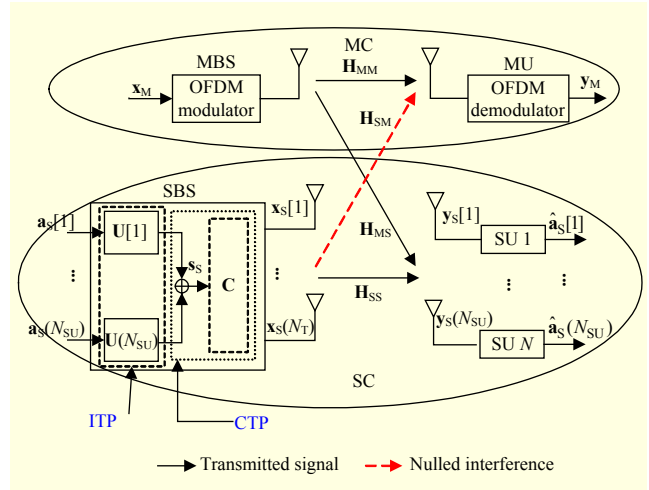 MC
MBS
MU
x_M
OFDM
modulator
H_MM
OFDM
demodulator
y_M
H_SM
SBS
a_S[1]
U[1]
x_S[1]
H_MS
y_S[1]
SU 1
â_S[1]
s_S
C
⋮
H_SS
a_S(N_SU)
U(N_SU)
x_S(N_T)
y_S(N_SU)
SU N
â_S(N_SU)
SC
ITP
CTP
Transmitted signal
Nulled interference